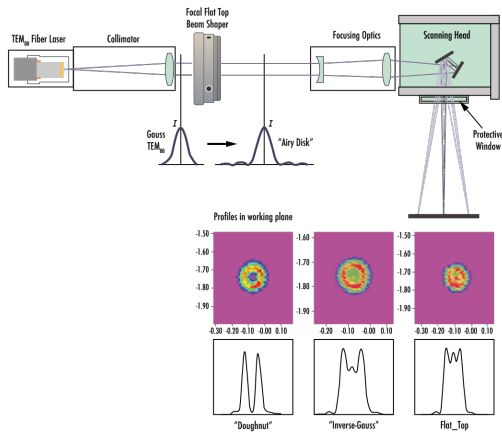 Focal Flat Top
Beam Shaper
TEM00 Fiber Laser
Collimator
Focusing Optics
Scanning Head
I
I
Gauss
TEM00
"Airy Disk"
Protective
Window
Profiles in working plane
-1.50
-1.60
-1.70
-1.80
-1.90
-1.50
-1.70
-1.90
-1.50
-1.60
-1.70
-1.80
-1.90
-0.30 -0.20 -0.10 -0.00 0.10
-0.20 -0.10 -0.00 0.10
-0.30 -0.20 -0.10 -0.00 0.10
"Doughnut"
"Inverse-Gauss"
Flat_Top